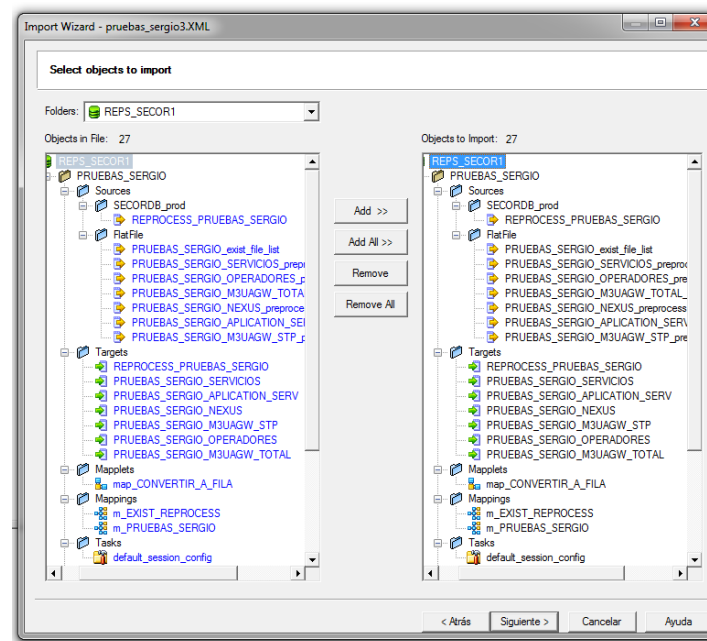 Import Wizard - pruebas_sergio3.XML
Select objects to import
Folders: REPS_SECOR1
Objects in File: 27
REPS_SECOR1
PRUEBAS_SERGIO
Sources
SECORDB_prod
REPROCESS_PRUEBAS_SERGIO
FlatFile
PRUEBAS_SERGIO_exist_file_list
PRUEBAS_SERGIO_SERVICIOS_prepr
PRUEBAS_SERGIO_OPERADORES_p
PRUEBAS_SERGIO_M3UAGW_TOTA
PRUEBAS_SERGIO_NEXUS_preproce
PRUEBAS_SERGIO_APLICATION_SE
PRUEBAS_SERGIO_M3UAGW_STP_p
Targets
REPROCESS_PRUEBAS_SERGIO
PRUEBAS_SERGIO_SERVICIOS
PRUEBAS_SERGIO_APLICATION_SERV
PRUEBAS_SERGIO_NEXUS
PRUEBAS_SERGIO_M3UAGW_STP
PRUEBAS_SERGIO_OPERADORES
PRUEBAS_SERGIO_M3UAGW_TOTAL
Mapplets
map_CONVERTIR_A_FILA
Mappings
m_EXIST_REPROCESS
m_PRUEBAS_SERGIO
Tasks
default_session_config
Add >>
Add All >>
Remove
Remove All
Objects to Import: 27
REPS_SECOR1
PRUEBAS_SERGIO
Sources
SECORDB_prod
REPROCESS_PRUEBAS_SERGIO
FlatFile
PRUEBAS_SERGIO_exist_file_list
PRUEBAS_SERGIO_SERVICIOS_preproc
PRUEBAS_SERGIO_OPERADORES_pre
PRUEBAS_SERGIO_M3UAGW_TOTAL_
PRUEBAS_SERGIO_NEXUS_preprocess
PRUEBAS_SERGIO_APLICATION_SERV
PRUEBAS_SERGIO_M3UAGW_STP_pre
Targets
REPROCESS_PRUEBAS_SERGIO
PRUEBAS_SERGIO_SERVICIOS
PRUEBAS_SERGIO_APLICATION_SERV
PRUEBAS_SERGIO_NEXUS
PRUEBAS_SERGIO_M3UAGW_STP
PRUEBAS_SERGIO_OPERADORES
PRUEBAS_SERGIO_M3UAGW_TOTAL
Mapplets
map_CONVERTIR_A_FILA
Mappings
m_EXIST_REPROCESS
m_PRUEBAS_SERGIO
Tasks
default_session_config
< Atrás Siguiente > Cancelar Ayuda